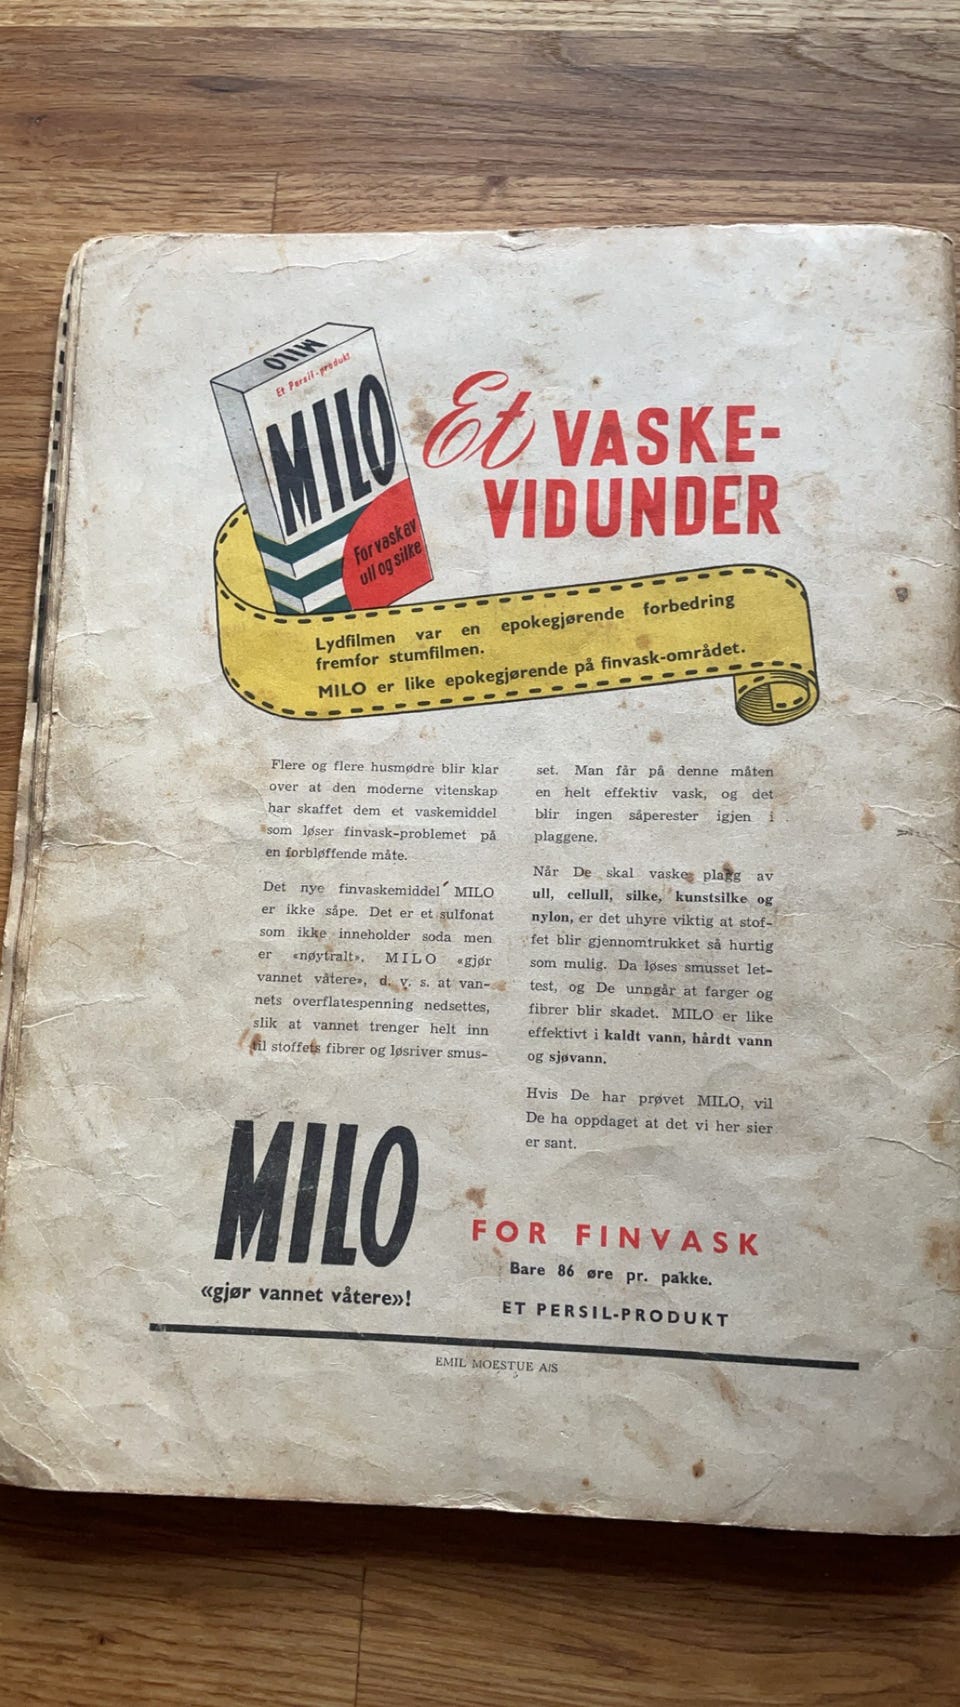 MILO
Et Persil-produkt
MILO
For vask av
ull og silke
Et VASKE-
VIDUNDER
Lydfilmen var en epokegjørende forbedring
fremfor stumfilmen.
MILO er like epokegjørende på finvask-området.
Flere og flere husmødre blir klar
over at den moderne vitenskap
har skaffet dem et vaskemiddel
som løser finvask-problemet på
en forbløffende måte.
Det nye finvaskemiddel MILO
er ikke såpe. Det er et sulfonat
som ikke inneholder soda men
er «nøytralt». MILO «gjør
vannet våtere», d. v. s. at van-
nets overflatespenning nedsettes,
slik at vannet trenger helt inn
til stoffets fibrer og løsriver smus-
set. Man får på denne måten
en helt effektiv vask, og det
blir ingen såperester igjen i
plaggene.
Når De skal vaske plagg av
ull, cellull, silke, kunstsilke og
nylon, er det uhyre viktig at stof-
fet blir gjennomtrukket så hurtig
som mulig. Da løses smusset let-
test, og De unngår at farger og
fibrer blir skadet. MILO er like
effektivt i kaldt vann, hårdt vann
og sjøvann.
Hvis De har prøvet MILO, vil
De ha oppdaget at det vi her sier
er sant.
MILO
«gjør vannet våtere»!
FOR FINVASK
Bare 86 øre pr. pakke.
ET PERSIL-PRODUKT
EMIL MOESTUE A/S